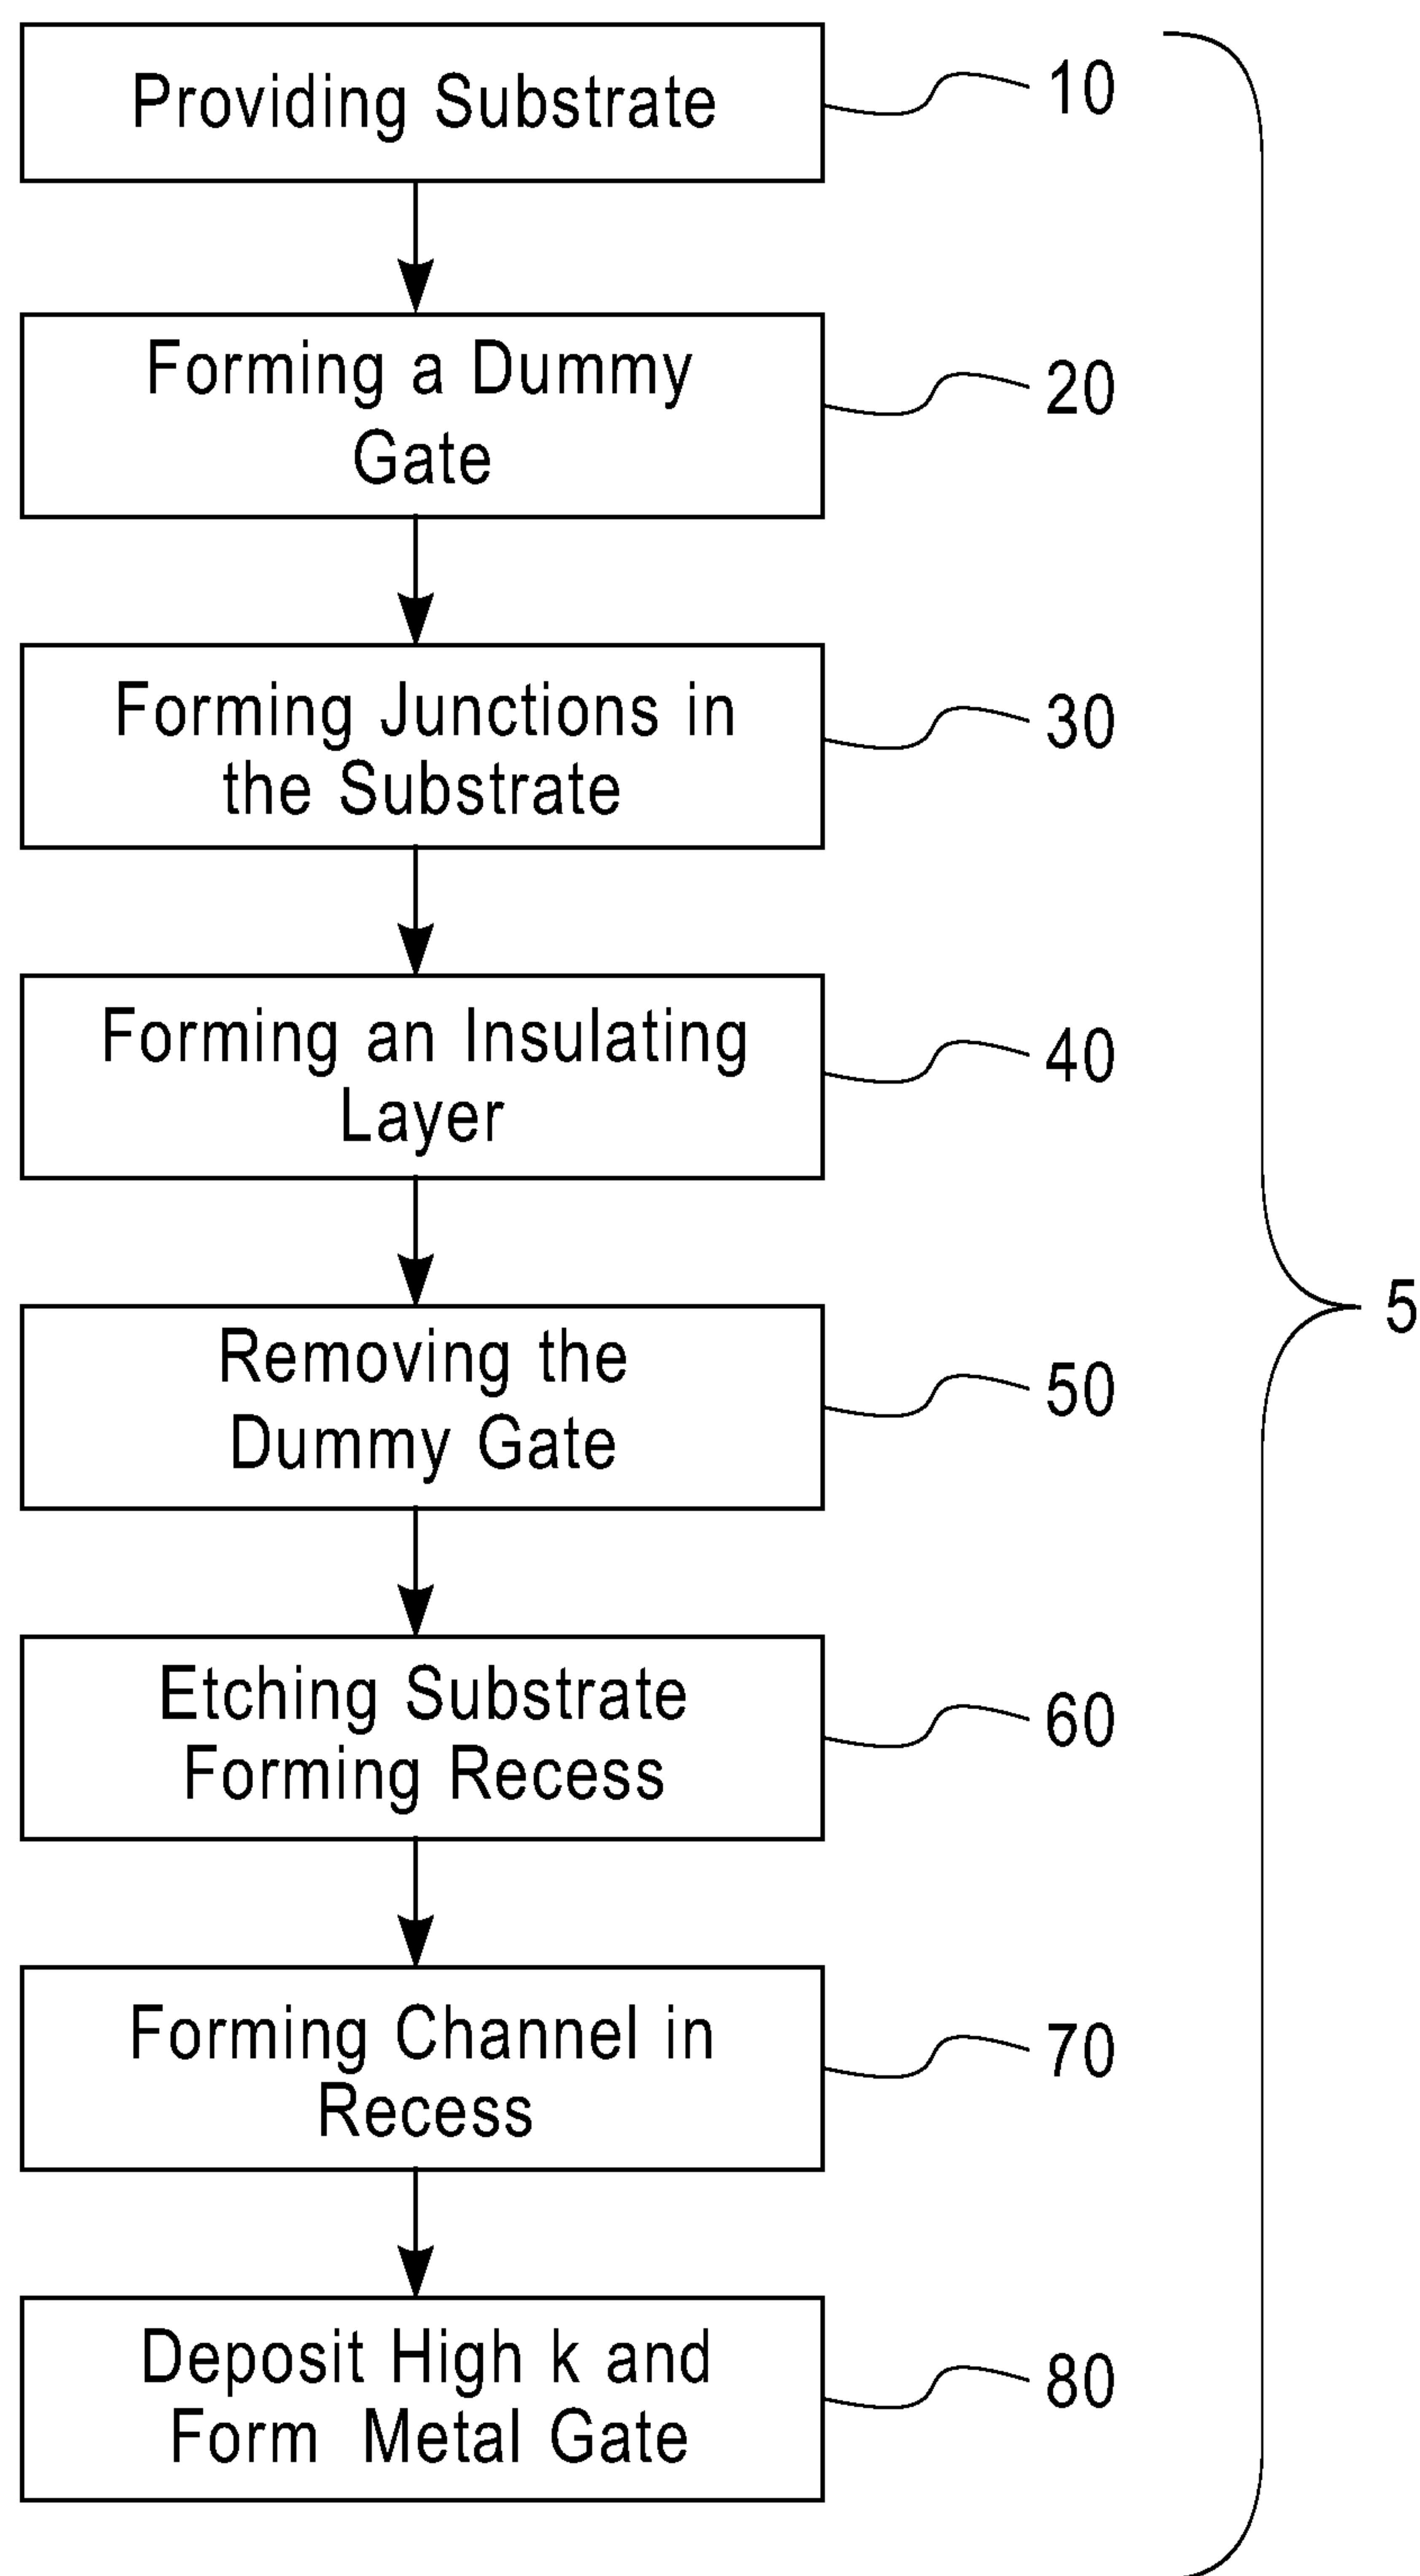 Providing Substrate
10
Forming a Dummy
Gate
20
Forming Junctions in
the Substrate
30
Forming an Insulating
Layer
40
5
Removing the
Dummy Gate
50
Etching Substrate
Forming Recess
60
Forming Channel in
Recess
70
Deposit High k and
Form Metal Gate
80